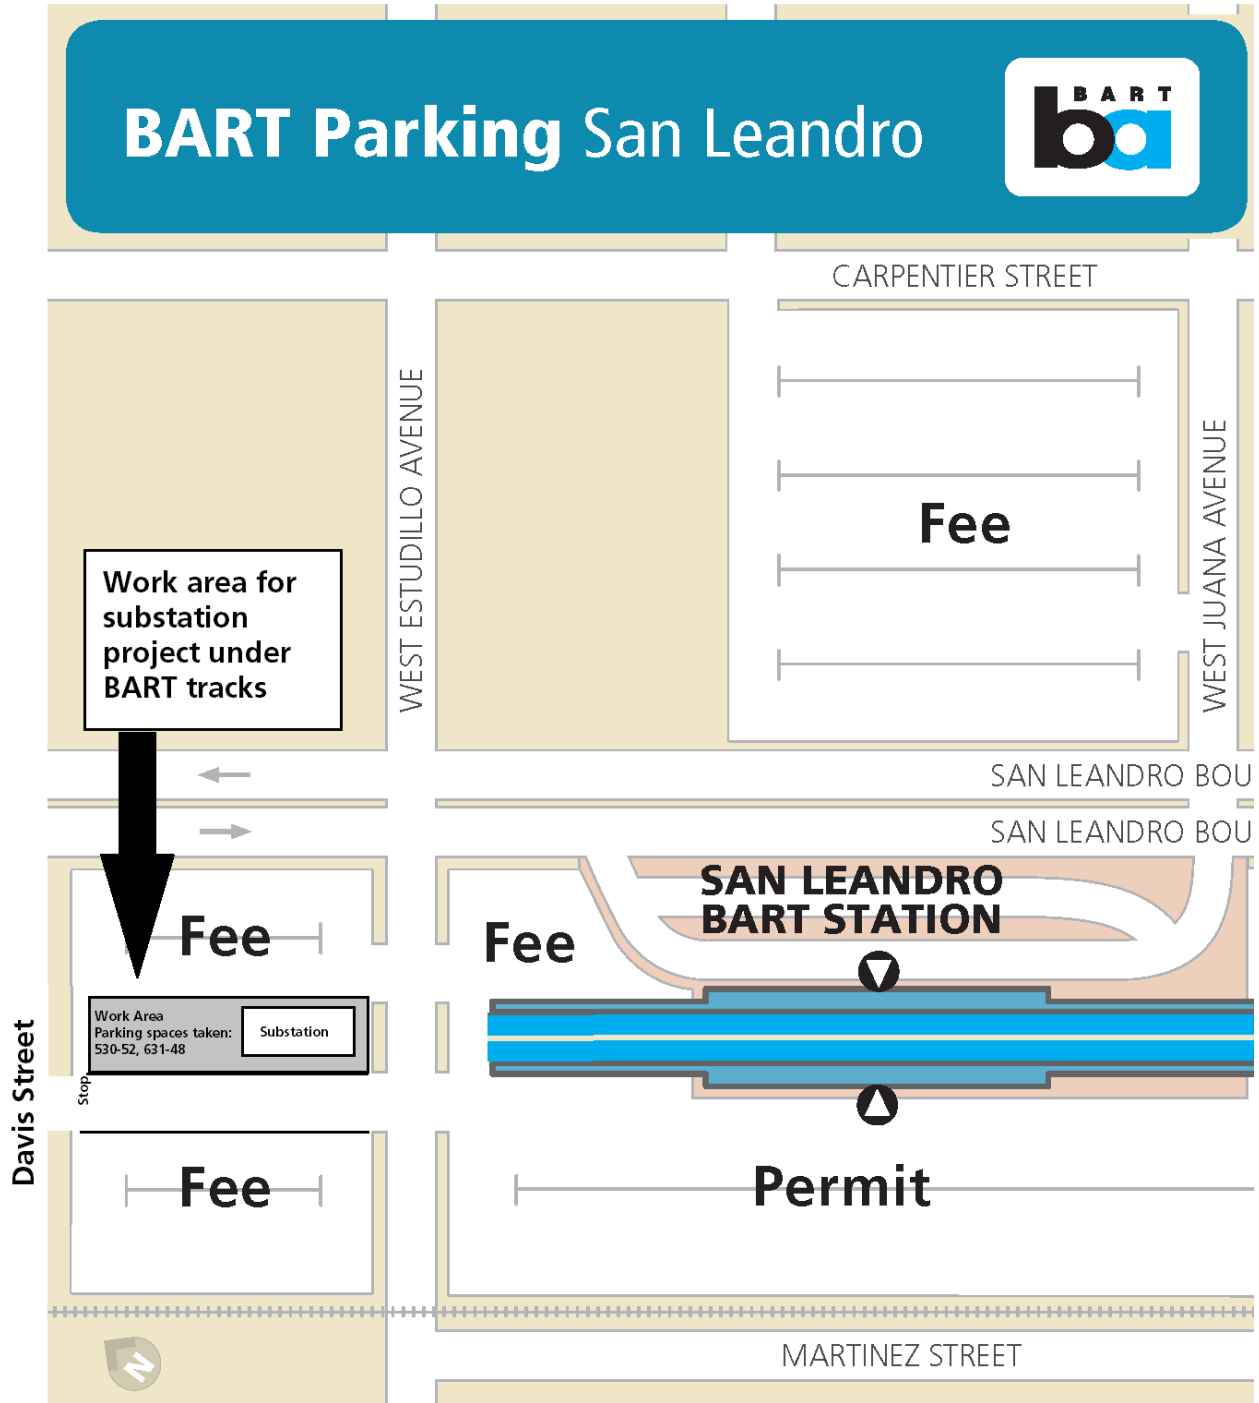 BART Parking San Leandro
BART
ba
CARPENTIER STREET
WEST ESTUDILLO AVENUE
WEST JUANA AVENUE
Fee
Work area for
substation
project under
BART tracks
SAN LEANDRO BOU
SAN LEANDRO BOU
SAN LEANDRO
BART STATION
Fee
Fee
Work Area
Parking spaces taken:
530-52, 631-48
Substation
Davis Street
Stop
Fee
Permit
N
MARTINEZ STREET